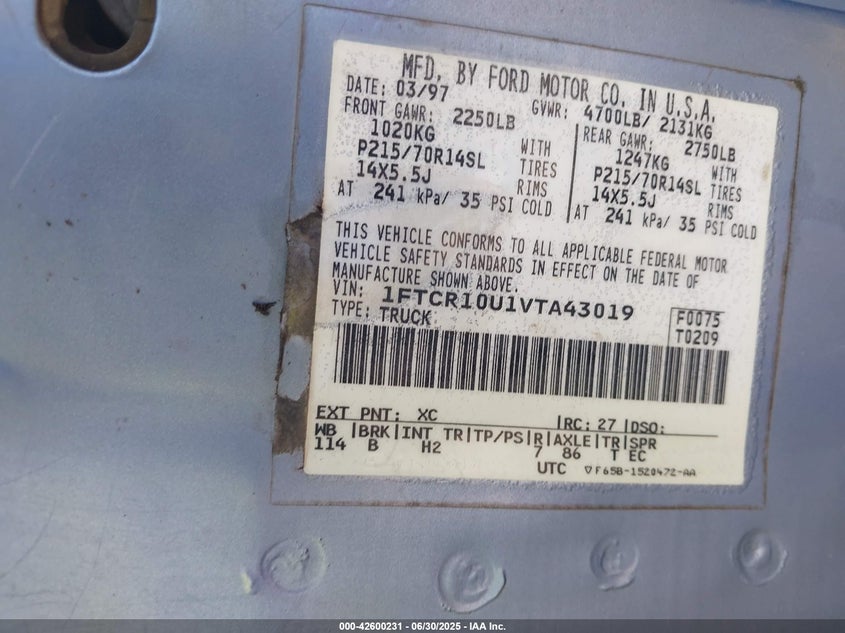 MFD. BY FORD MOTOR CO. IN U.S.A.
DATE: 03/97 GVWR: 4700LB/ 2131KG
FRONT GAWR: 2250LB REAR GAWR: 2750LB
1020KG WITH 1247KG WITH
P215/70R14SL TIRES P215/70R14SL TIRES
14X5.5J RIMS 14X5.5J RIMS
AT 241 kPa/ 35 PSI COLD AT 241 kPa/ 35 PSI COLD
THIS VEHICLE CONFORMS TO ALL APPLICABLE FEDERAL MOTOR
VEHICLE SAFETY STANDARDS IN EFFECT ON THE DATE OF
MANUFACTURE SHOWN ABOVE.
VIN: 1FTCR10U1VTA43019 F0075
TYPE: TRUCK T0209
EXT PNT: XC RC: 27 DSO:
WB |BRK|INT TR|TP/PS|R|AXLE|TR|SPR
114 B H2 7 86 T EC
UTC ▽F65B-1520472-AA
000-42600231 | 06/30/2025 - IAA Inc.